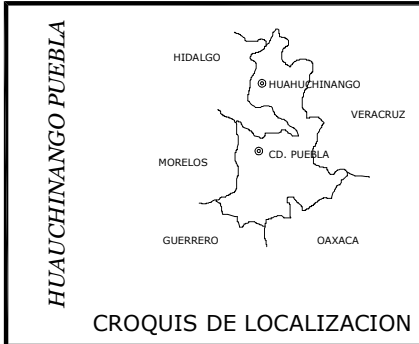 HUAUCHINANGO PUEBLA
HIDALGO
HUAHUCHINANGO
VERACRUZ
CD. PUEBLA
MORELOS
GUERRERO
OAXACA
CROQUIS DE LOCALIZACION